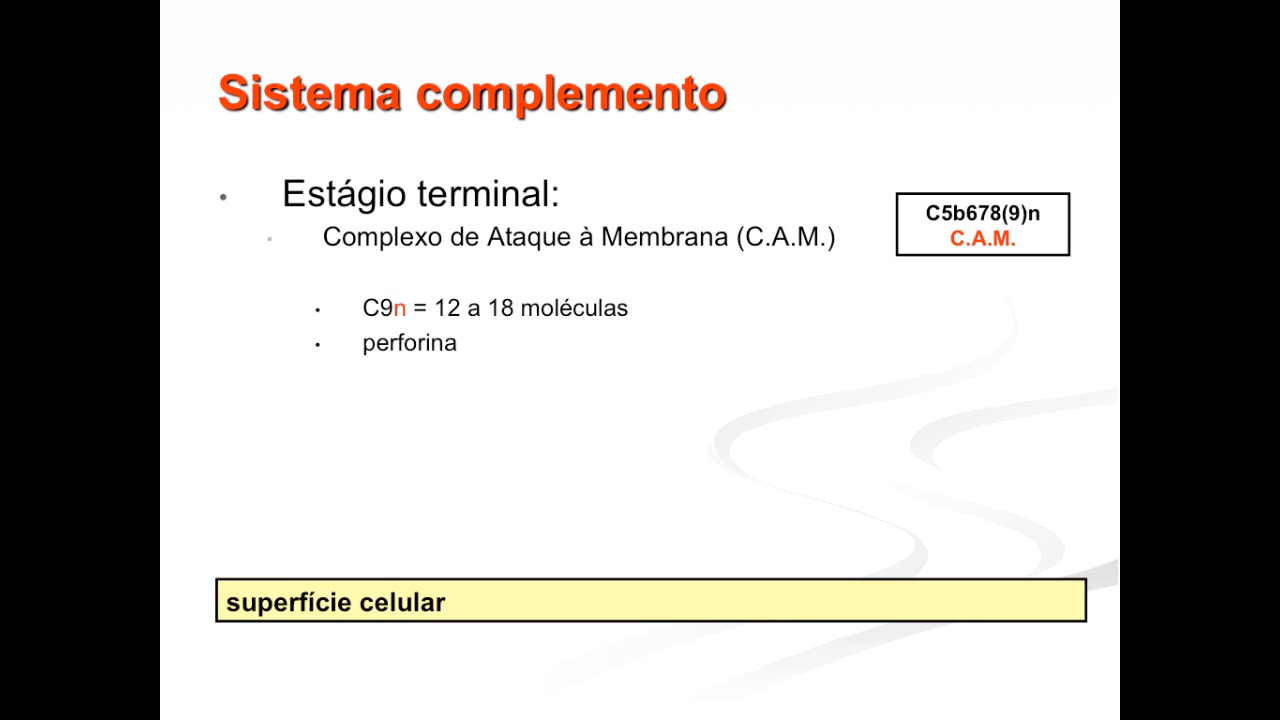 Sistema complemento
• Estágio terminal:
• Complexo de Ataque à Membrana (C.A.M.)
C5b678(9)n
C.A.M.
• C9n = 12 a 18 moléculas
• perforina
superfície celular